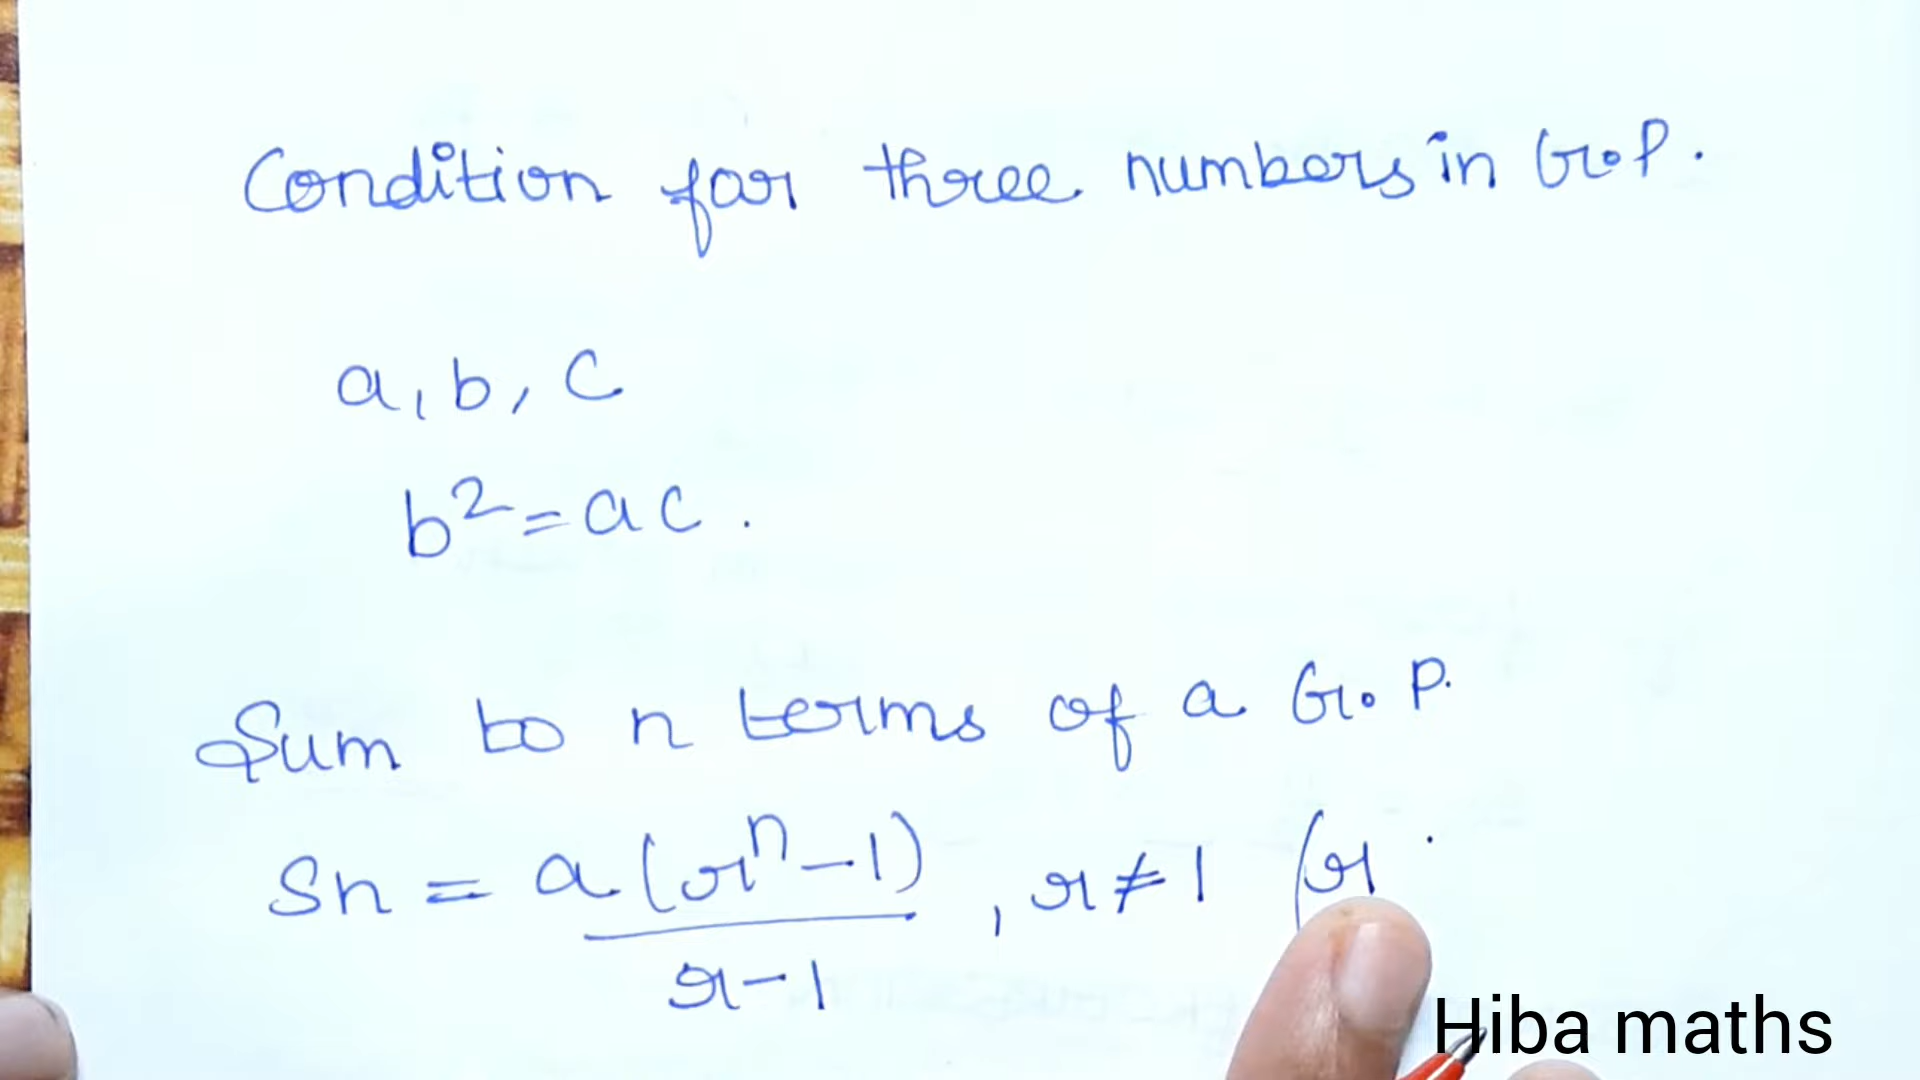 Condition for three numbers in G.P.
a, b, c
b² = ac.
Sum to n terms of a G.P.
Sn = a(rⁿ-1)
r-1
, r ≠ 1 (r
Hiba maths